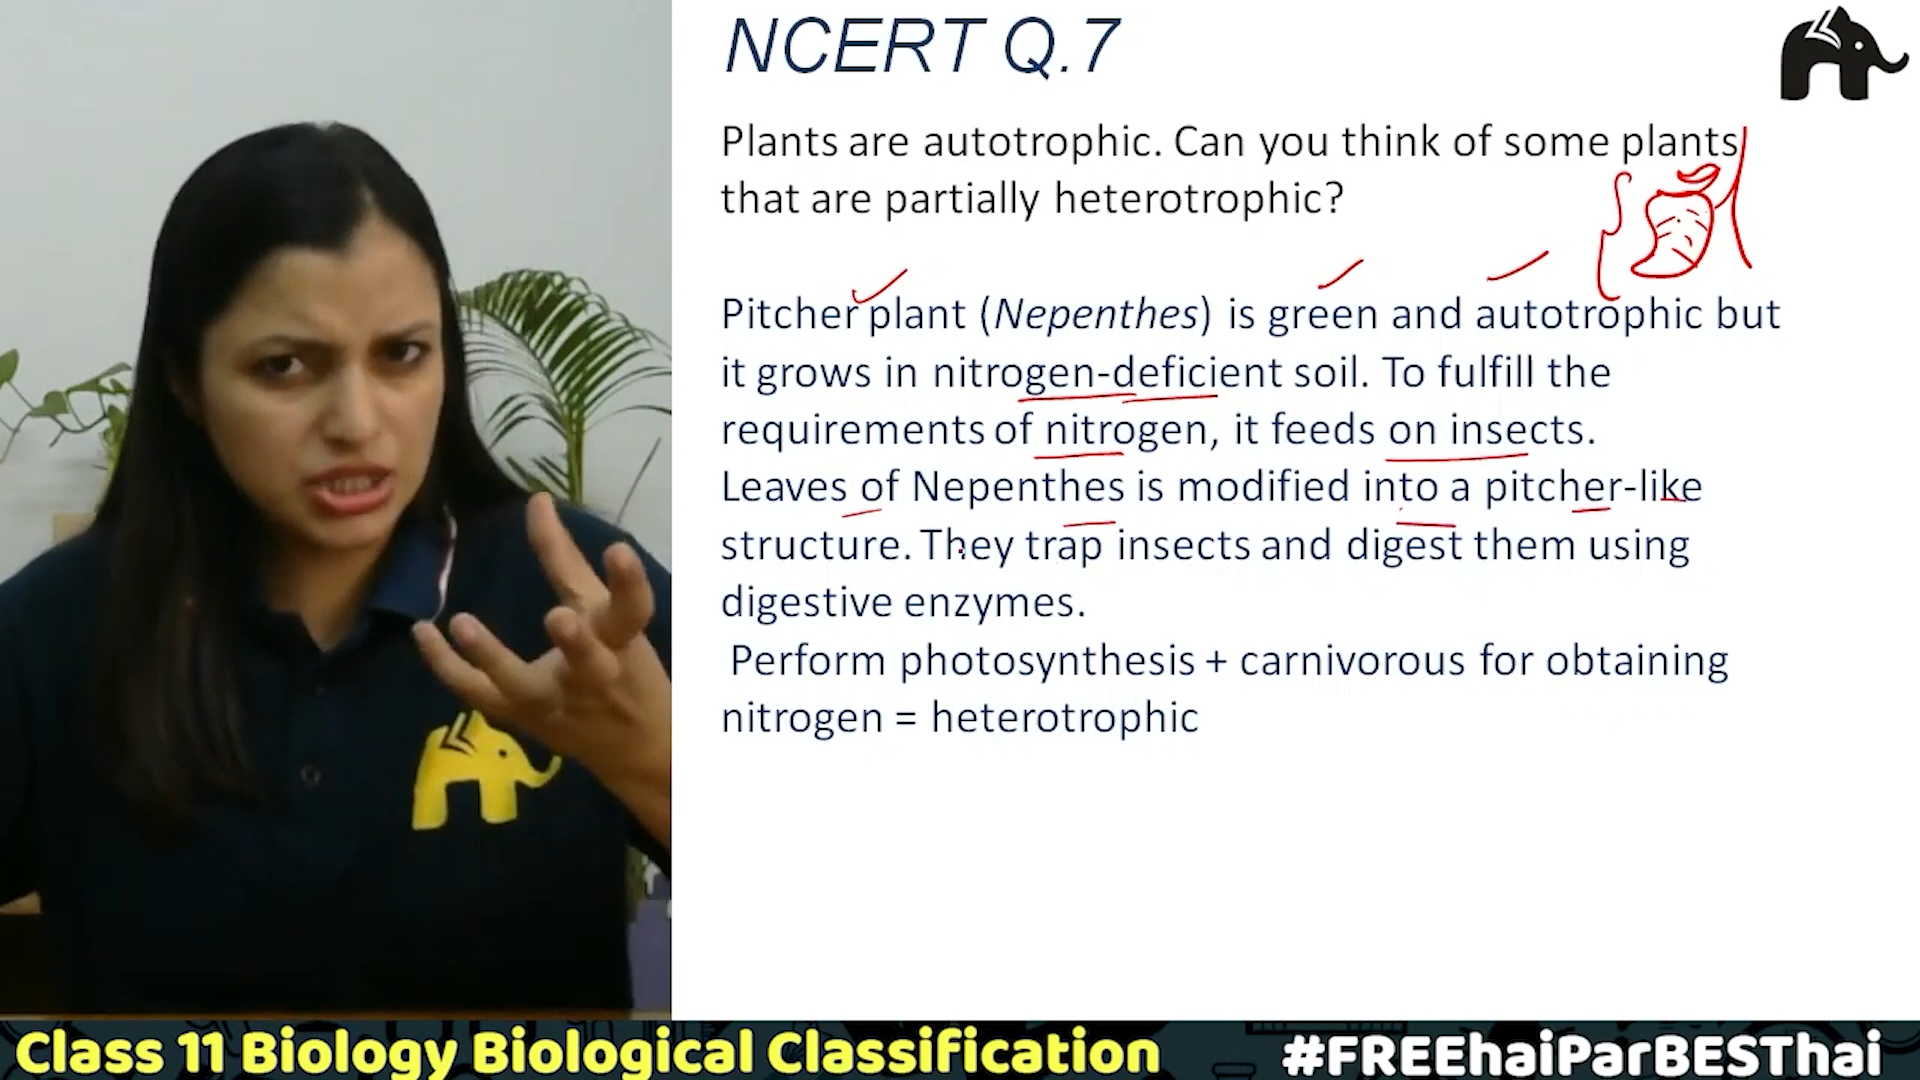 NCERT Q.7
Plants are autotrophic. Can you think of some plants
that are partially heterotrophic?
Pitcher plant (Nepenthes) is green and autotrophic but
it grows in nitrogen-deficient soil. To fulfill the
requirements of nitrogen, it feeds on insects.
Leaves of Nepenthes is modified into a pitcher-like
structure. They trap insects and digest them using
digestive enzymes.
Perform photosynthesis + carnivorous for obtaining
nitrogen = heterotrophic
Class 11 Biology Biological Classification
#FREEhaiParBESThai